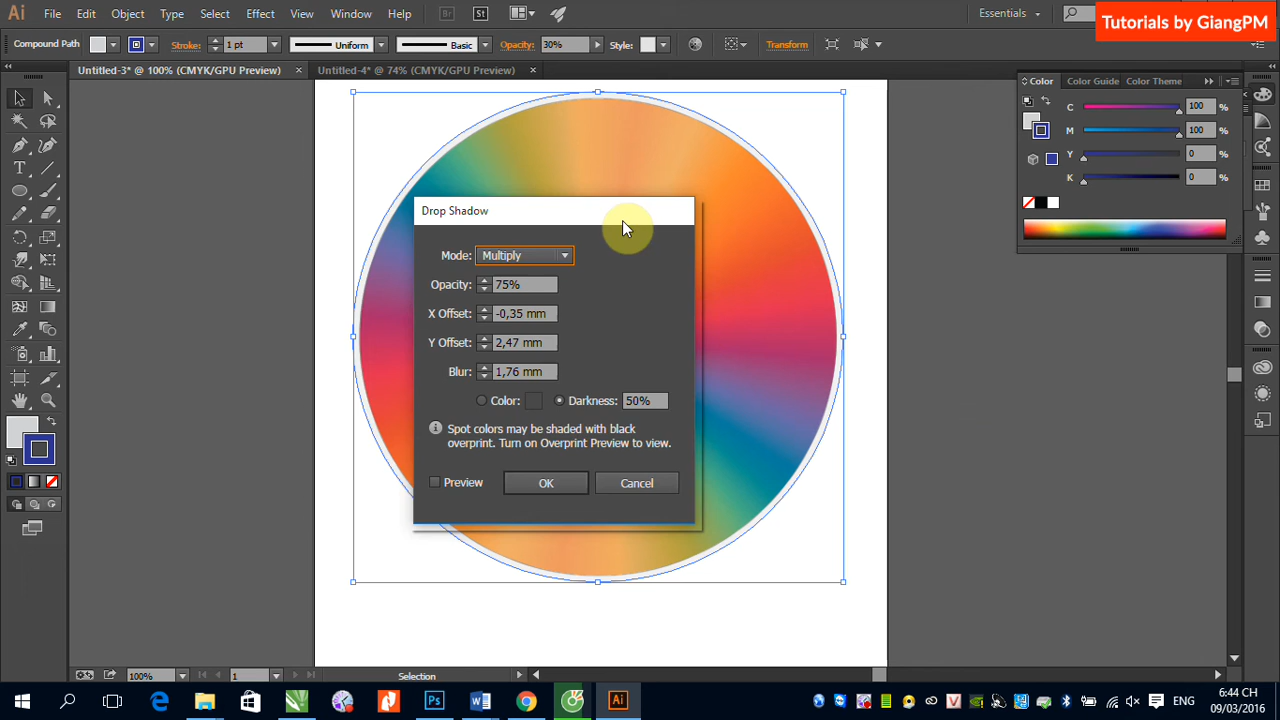 Ai File Edit Object Type Select Effect View Window Help Br St Essentials
Tutorials by GiangPM
Compound Path Stroke: 1 pt Uniform Basic Opacity: 30% Style: Transform
Untitled-3* @ 100% (CMYK/GPU Preview) × Untitled-4* @ 74% (CMYK/GPU Preview) ×
Color Color Guide Color Theme
C 100 %
M 100 %
Y 0 %
K 0 %
Drop Shadow
Mode: Multiply
Opacity: 75%
X Offset: -0,35 mm
Y Offset: 2,47 mm
Blur: 1,76 mm
Color: Darkness: 50%
Spot colors may be shaded with black
overprint. Turn on Overprint Preview to view.
Preview OK Cancel
100% 1 Selection
ENG 6:44 CH
09/03/2016